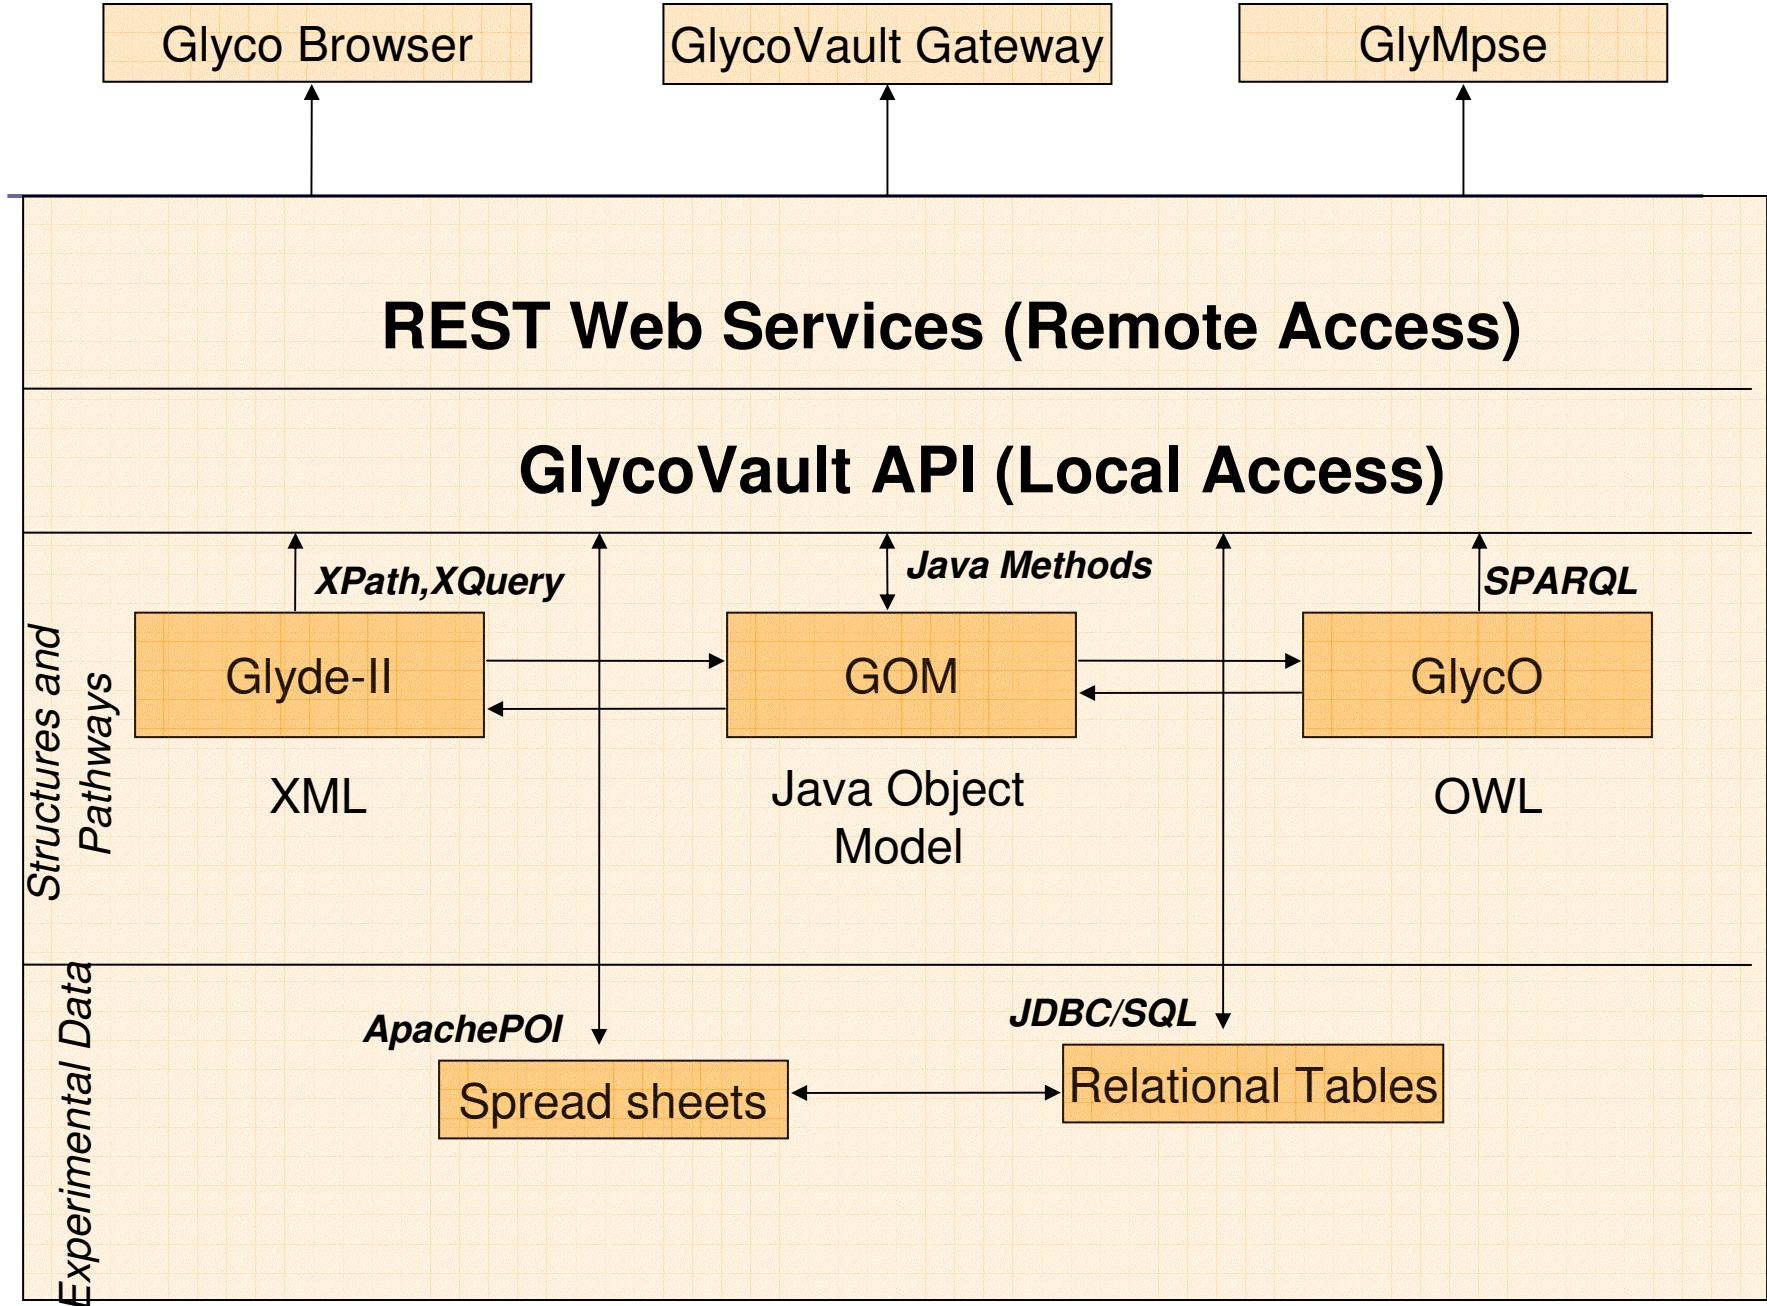 Glyco Browser
GlycoVault Gateway
GlyMpse
REST Web Services (Remote Access)
GlycoVault API (Local Access)
XPath,XQuery
Java Methods
SPARQL
Structures and
Pathways
Glyde-II
GOM
GlycO
XML
Java Object
Model
OWL
Experimental Data
ApachePOI
JDBC/SQL
Spread sheets
Relational Tables